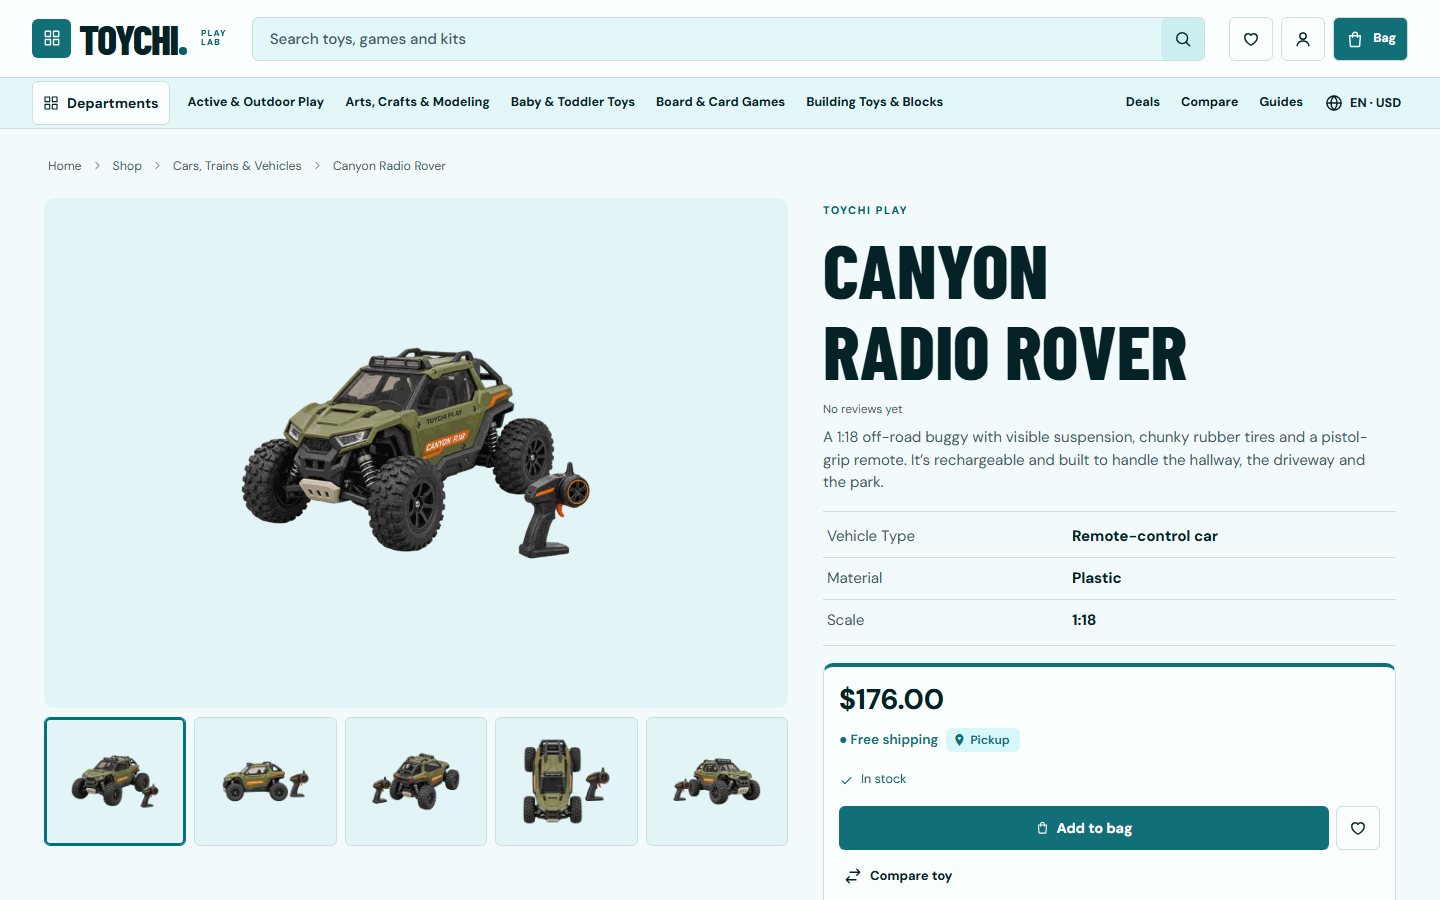 TOYCHI.
PLAY
LAB
Search toys, games and kits
Bag
Departments
Active & Outdoor Play
Arts, Crafts & Modeling
Baby & Toddler Toys
Board & Card Games
Building Toys & Blocks
Deals
Compare
Guides
EN · USD
Home
Shop
Cars, Trains & Vehicles
Canyon Radio Rover
TOYCHI PLAY
CANYON R18
TOYCHI PLAY
CANYON
RADIO ROVER
No reviews yet
A 1:18 off-road buggy with visible suspension, chunky rubber tires and a pistol-
grip remote. It’s rechargeable and built to handle the hallway, the driveway and
the park.
Vehicle Type
Remote-control car
Material
Plastic
Scale
1:18
$176.00
• Free shipping
Pickup
In stock
Add to bag
Compare toy